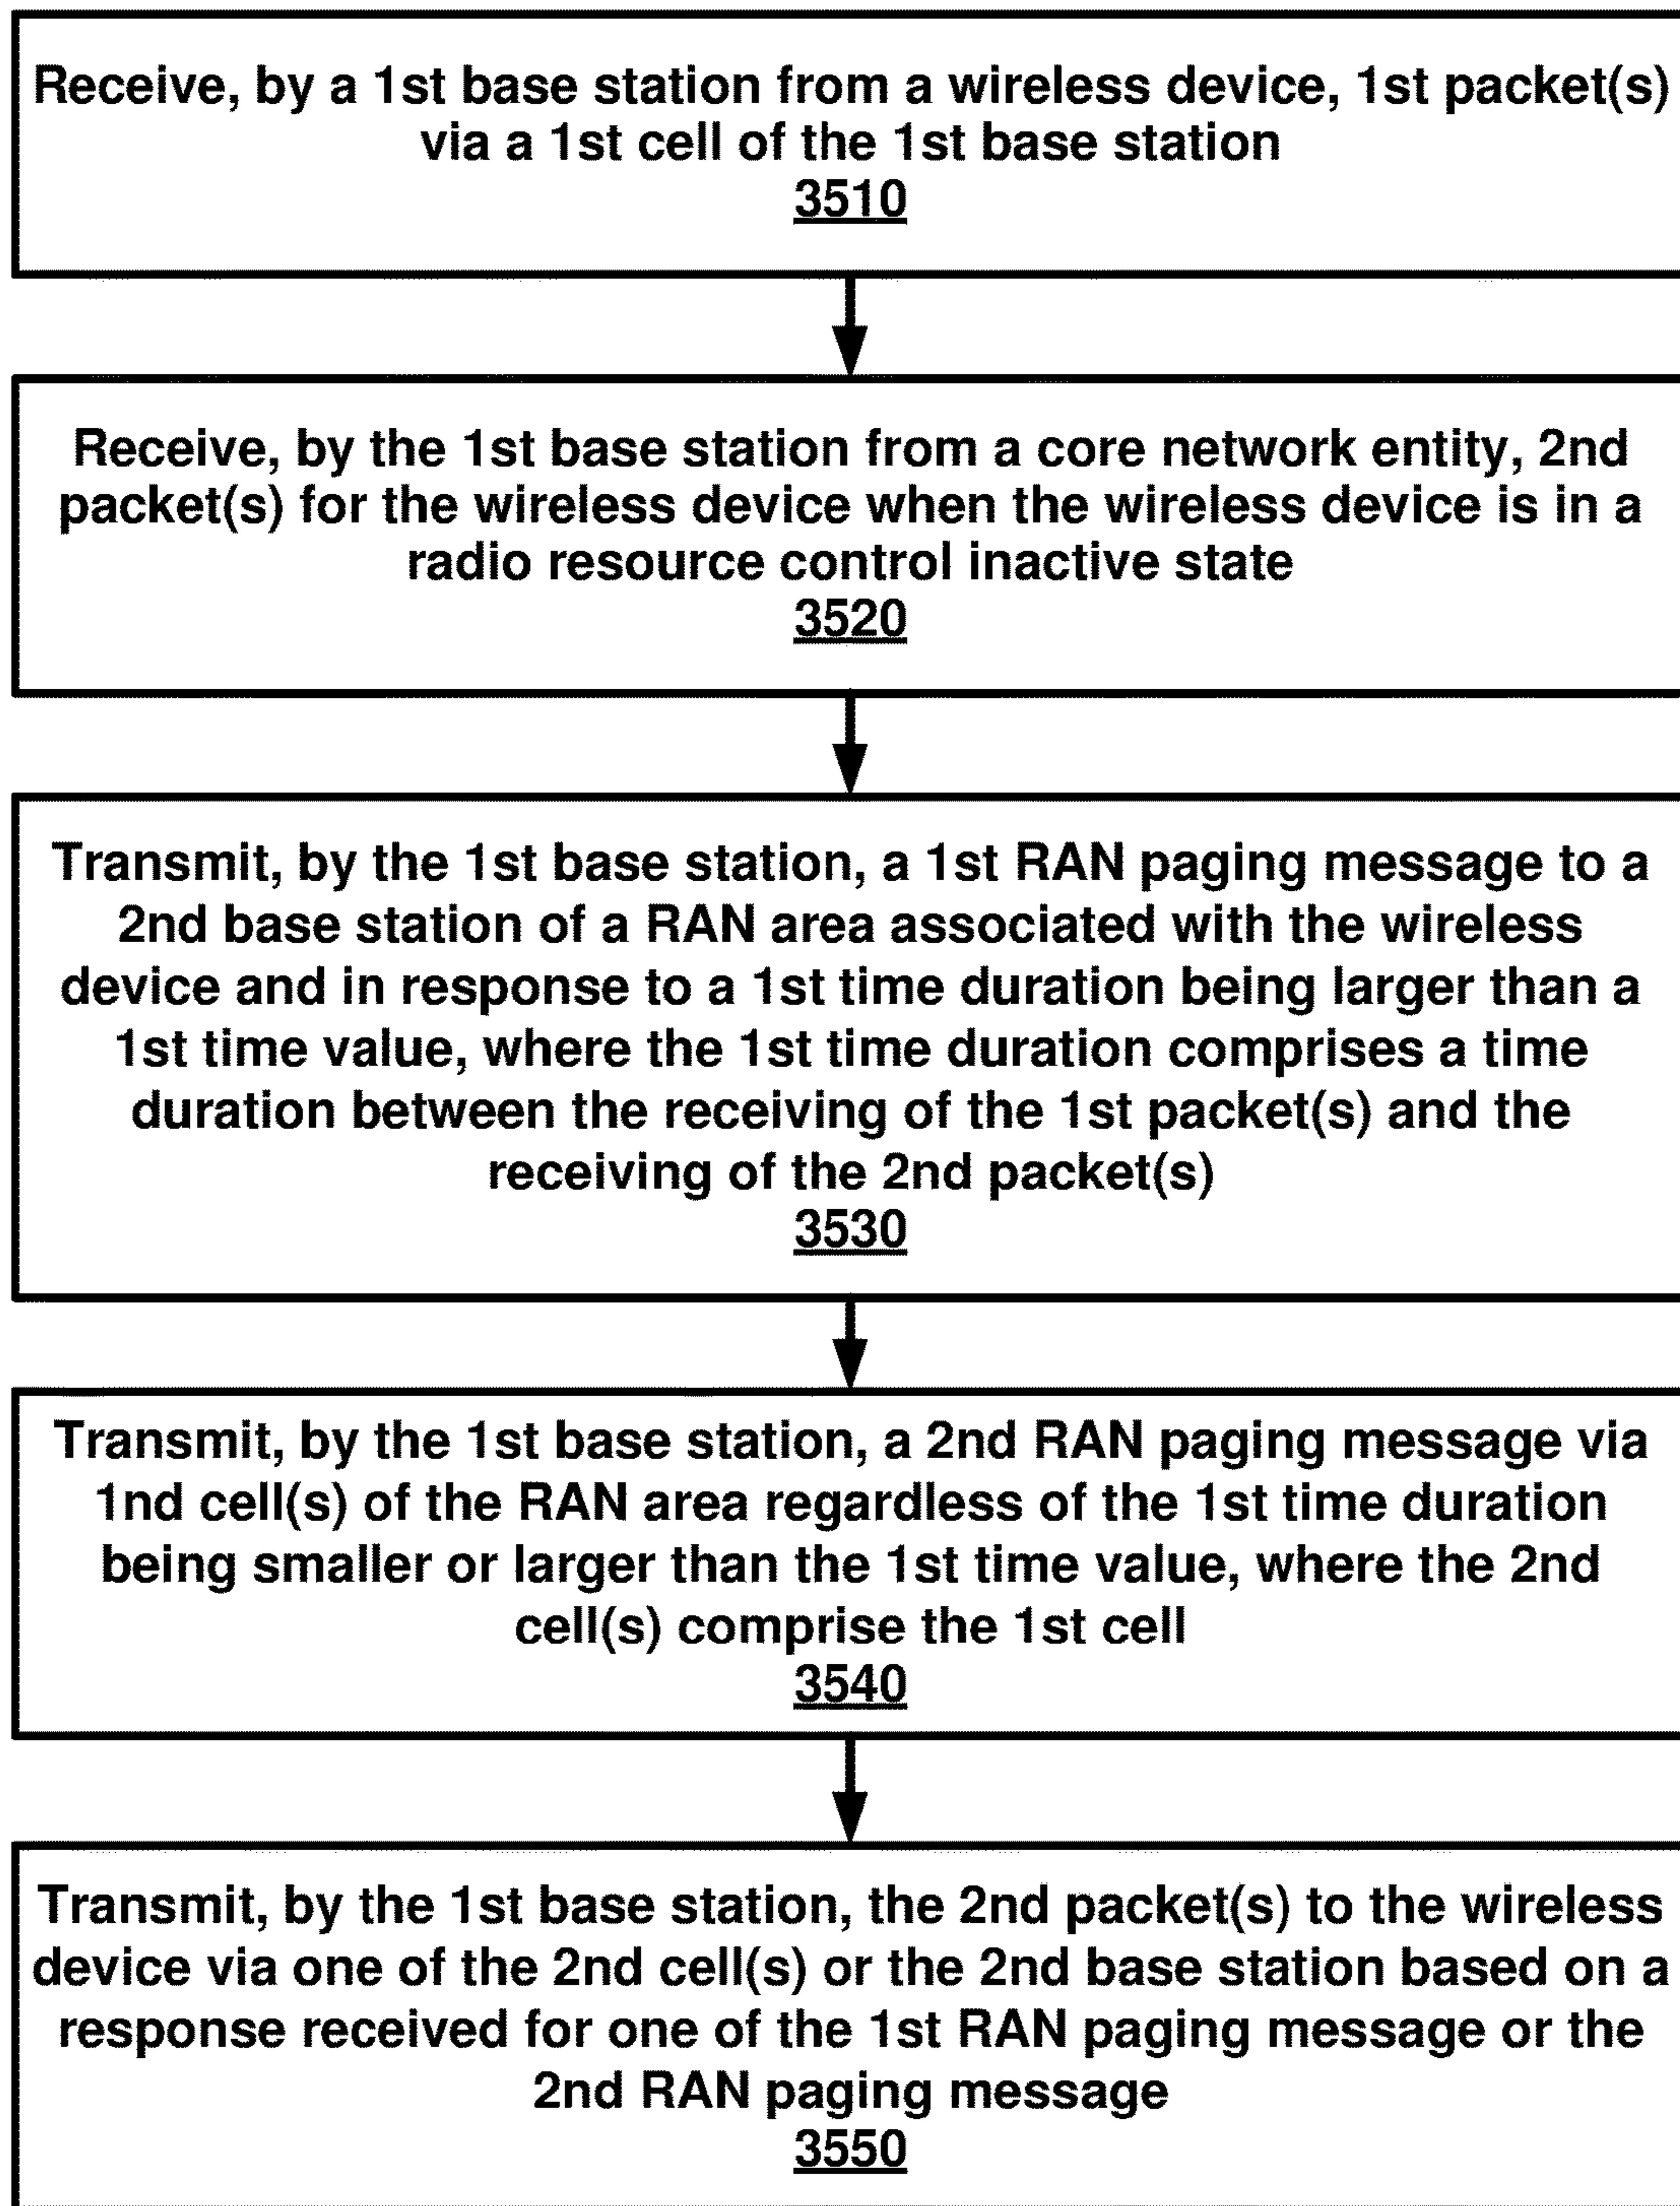 Receive, by a 1st base station from a wireless device, 1st packet(s)
via a 1st cell of the 1st base station
3510
Receive, by the 1st base station from a core network entity, 2nd
packet(s) for the wireless device when the wireless device is in a
radio resource control inactive state
3520
Transmit, by the 1st base station, a 1st RAN paging message to a
2nd base station of a RAN area associated with the wireless
device and in response to a 1st time duration being larger than a
1st time value, where the 1st time duration comprises a time
duration between the receiving of the 1st packet(s) and the
receiving of the 2nd packet(s)
3530
Transmit, by the 1st base station, a 2nd RAN paging message via
1nd cell(s) of the RAN area regardless of the 1st time duration
being smaller or larger than the 1st time value, where the 2nd
cell(s) comprise the 1st cell
3540
Transmit, by the 1st base station, the 2nd packet(s) to the wireless
device via one of the 2nd cell(s) or the 2nd base station based on a
response received for one of the 1st RAN paging message or the
2nd RAN paging message
3550